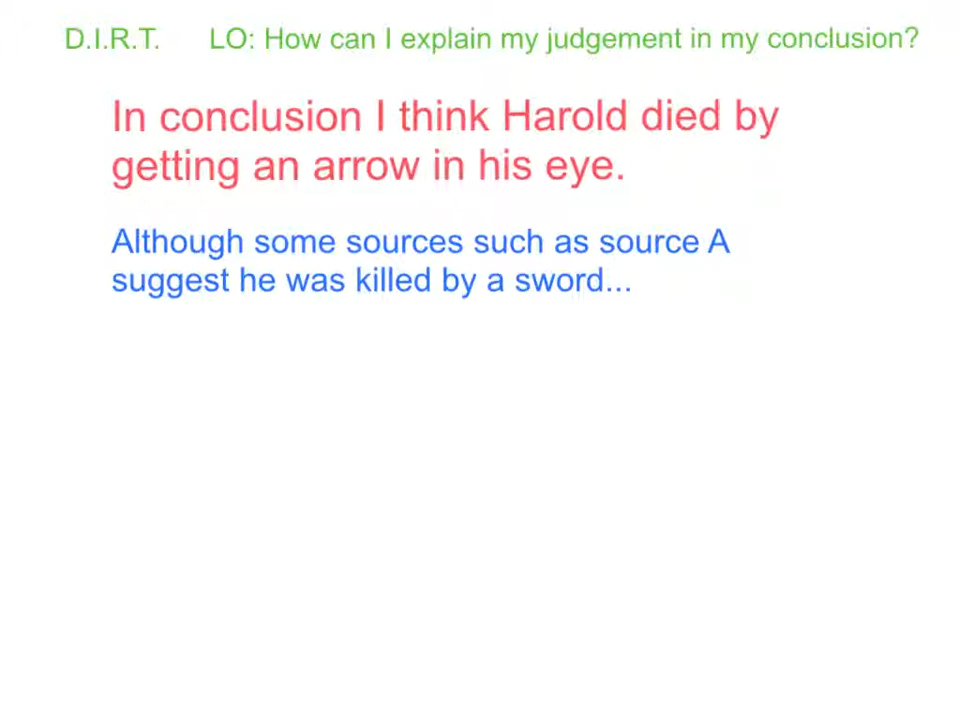 D.I.R.T. LO: How can I explain my judgement in my conclusion?
In conclusion I think Harold died by
getting an arrow in his eye.
Although some sources such as source A
suggest he was killed by a sword...